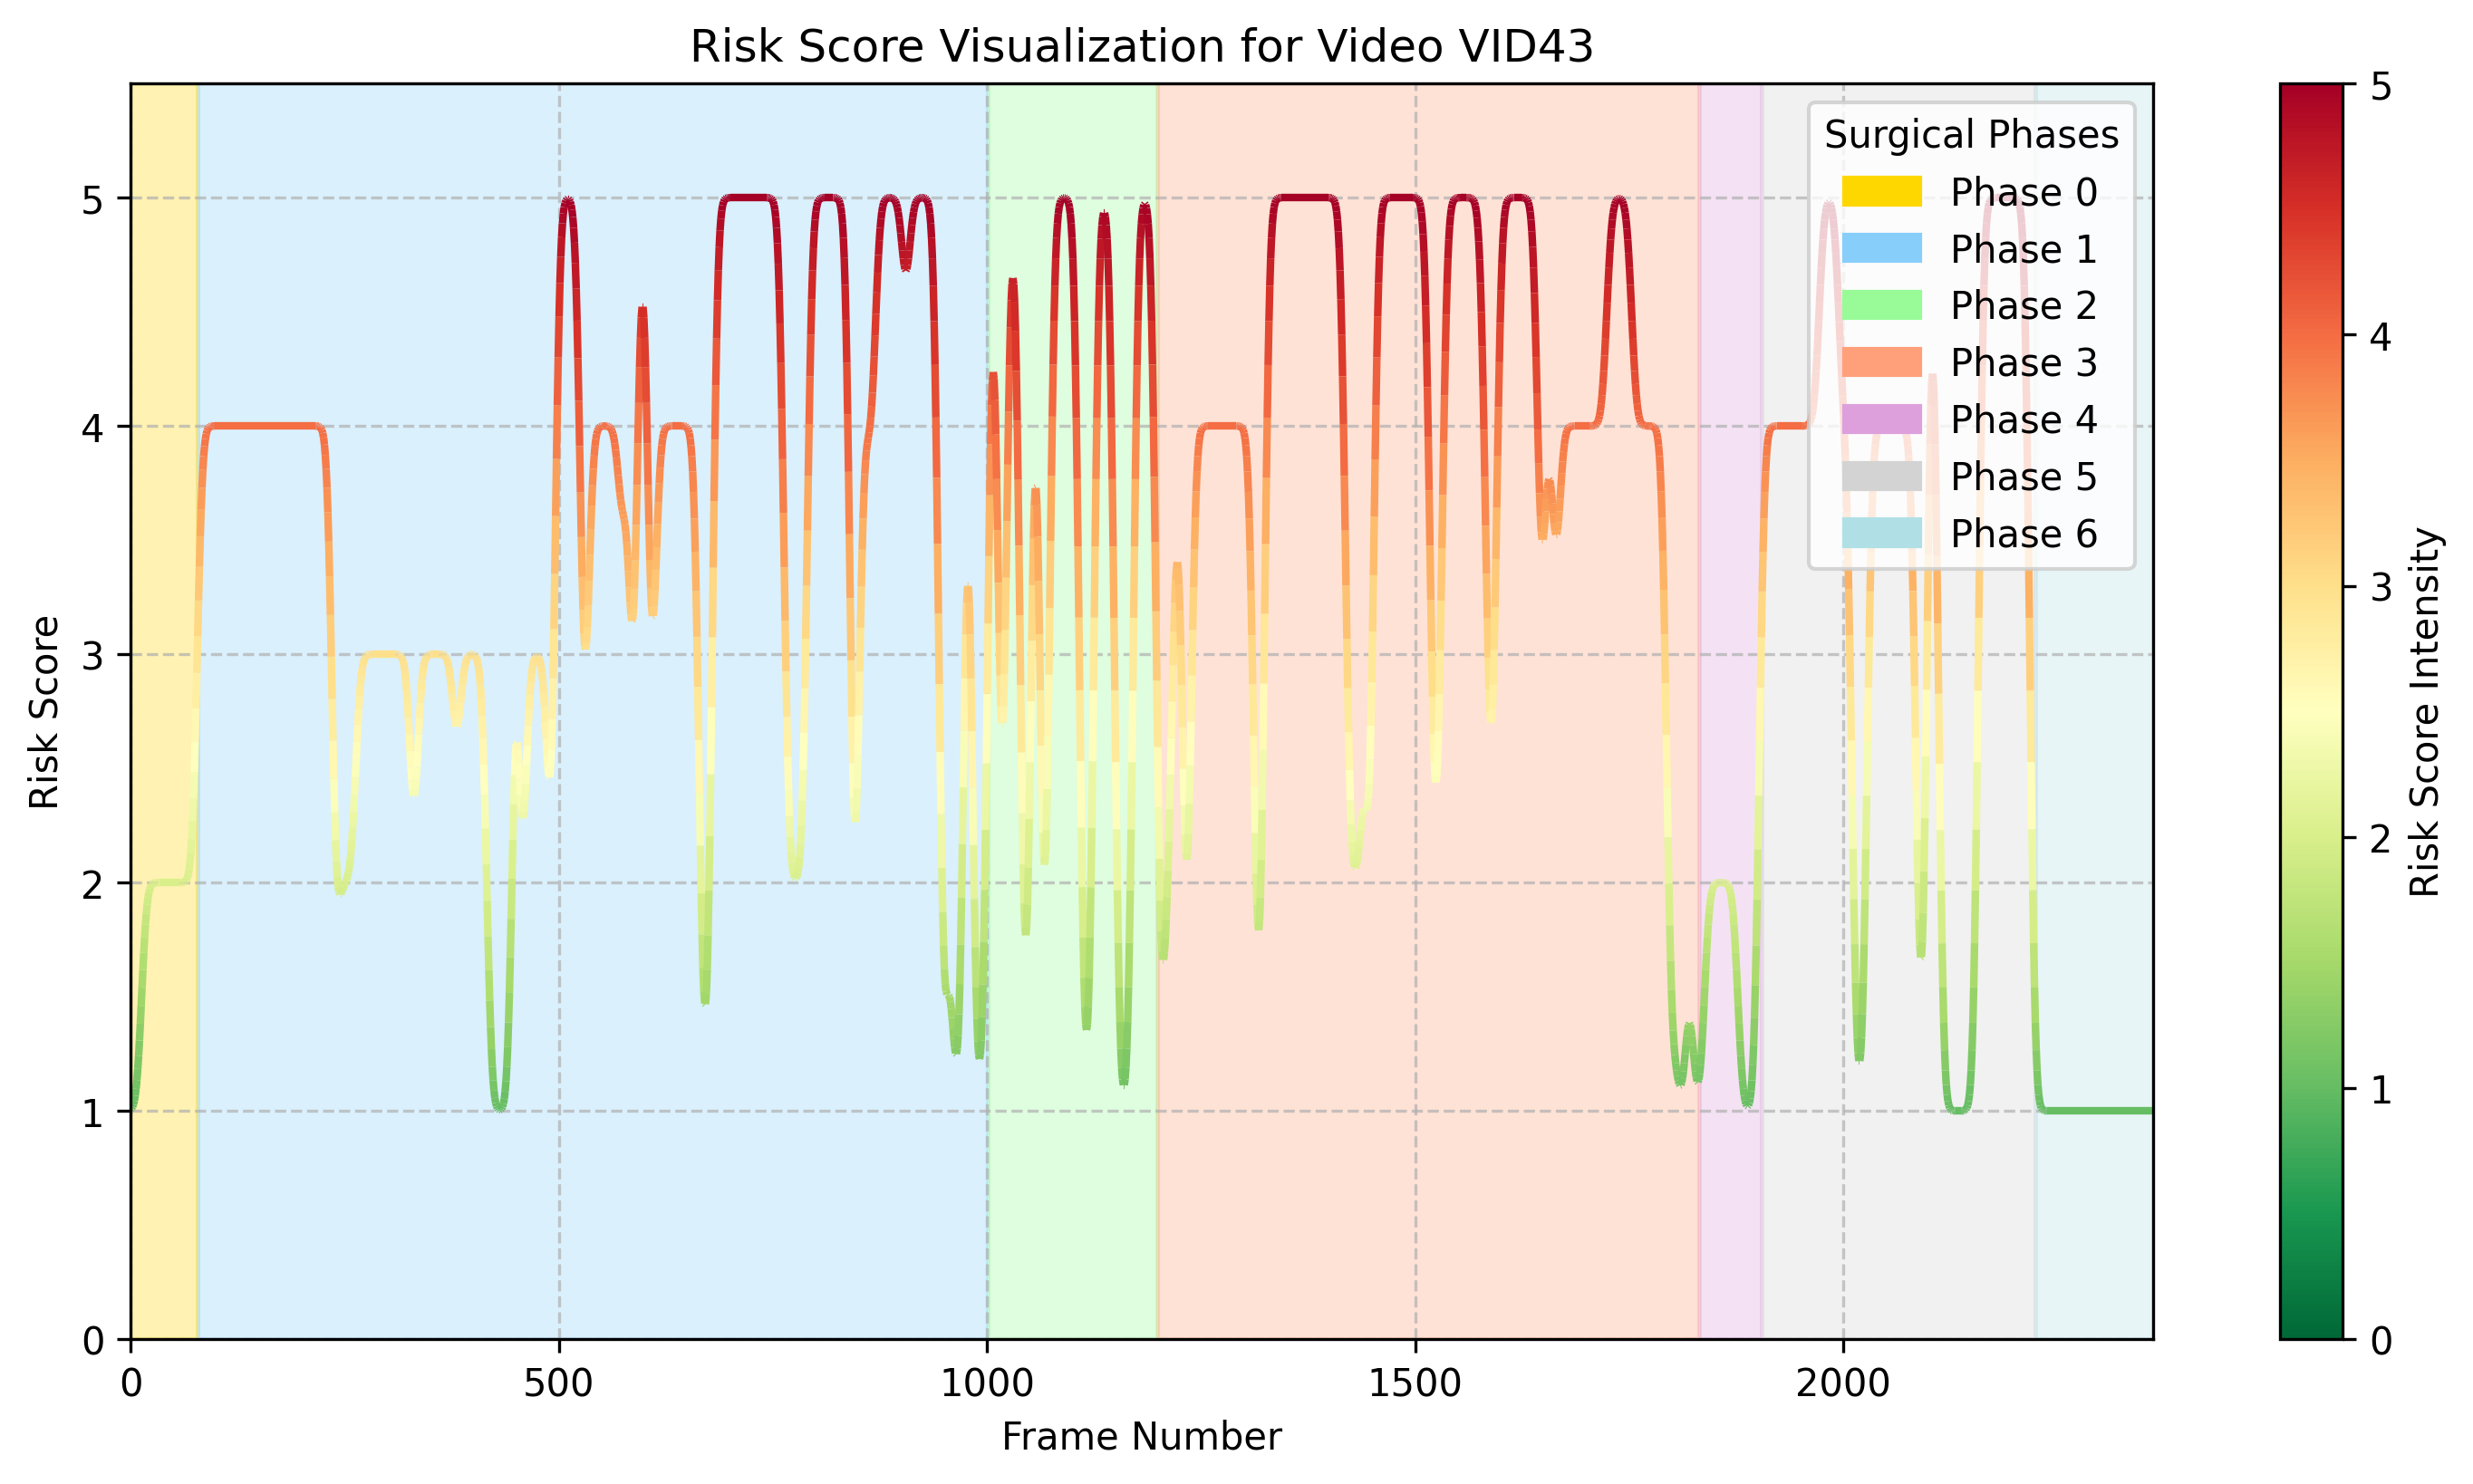 Risk Score Visualization for Video VID43
Risk Score
5
4
3
2
1
0
0
500
1000
1500
2000
Frame Number
Surgical Phases
Phase 0
Phase 1
Phase 2
Phase 3
Phase 4
Phase 5
Phase 6
5
4
3
2
1
0
Risk Score Intensity